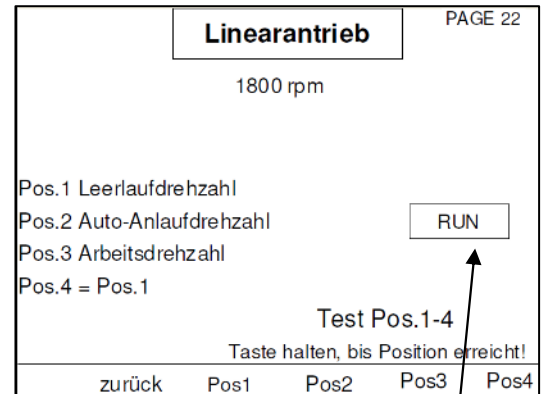 PAGE 22
Linearantrieb
1800 rpm
Pos.1 Leerlaufdrehzahl
Pos.2 Auto-Anlaufdrehzahl
RUN
Pos.3 Arbeitsdrehzahl
Pos.4 = Pos.1
Test Pos.1-4
Taste halten, bis Position erreicht!
zurück Pos1 Pos2 Pos3 Pos4